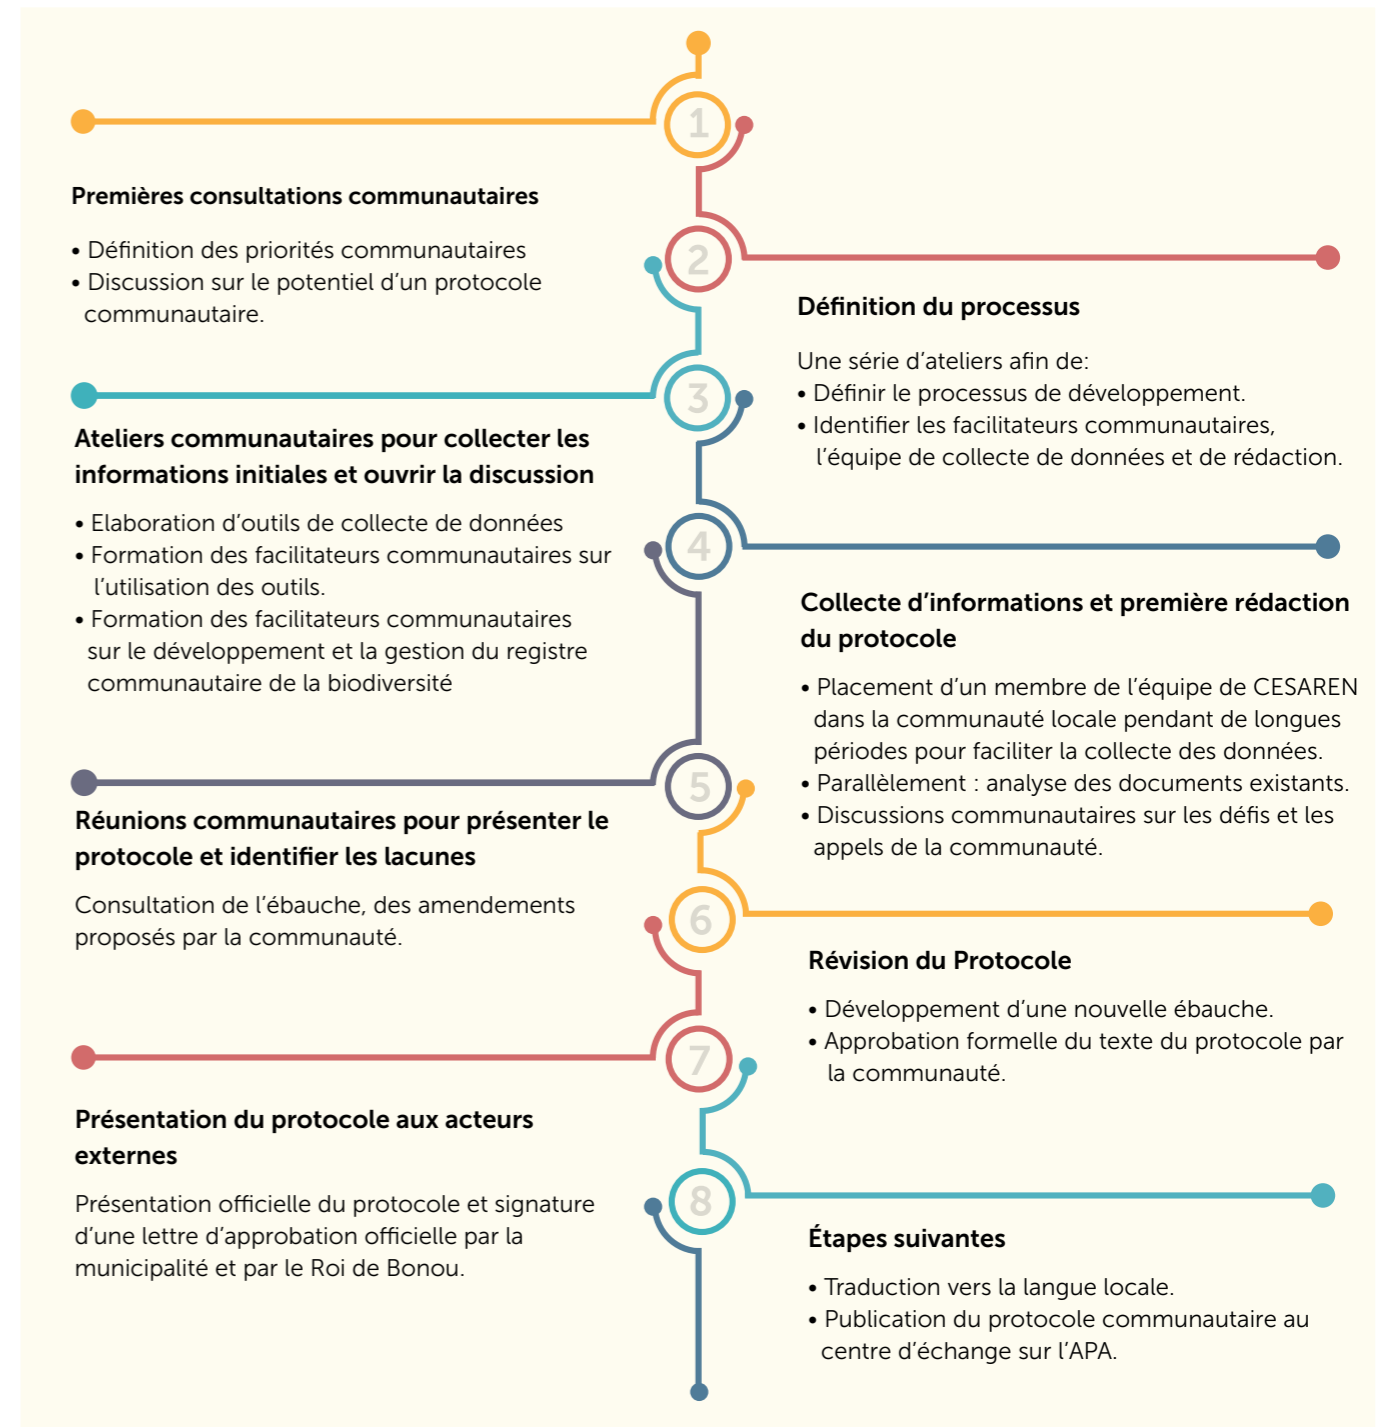 1
Premières consultations communautaires
• Définition des priorités communautaires
• Discussion sur le potentiel d'un protocole
communautaire.
2
Définition du processus
Une série d'ateliers afin de:
• Définir le processus de développement.
• Identifier les facilitateurs communautaires,
l'équipe de collecte de données et de rédaction.
3
Ateliers communautaires pour collecter les
informations initiales et ouvrir la discussion
• Elaboration d'outils de collecte de données
• Formation des facilitateurs communautaires sur
l'utilisation des outils.
• Formation des facilitateurs communautaires
sur le développement et la gestion du registre
communautaire de la biodiversité
4
Collecte d'informations et première rédaction
du protocole
• Placement d'un membre de l'équipe de CESAREN
dans la communauté locale pendant de longues
périodes pour faciliter la collecte des données.
• Parallèlement : analyse des documents existants.
• Discussions communautaires sur les défis et les
appels de la communauté.
5
Réunions communautaires pour présenter le
protocole et identifier les lacunes
Consultation de l'ébauche, des amendements
proposés par la communauté.
6
Révision du Protocole
• Développement d'une nouvelle ébauche.
• Approbation formelle du texte du protocole par
la communauté.
7
Présentation du protocole aux acteurs
externes
Présentation officielle du protocole et signature
d'une lettre d'approbation officielle par la
municipalité et par le Roi de Bonou.
8
Étapes suivantes
• Traduction vers la langue locale.
• Publication du protocole communautaire au
centre d'échange sur l'APA.